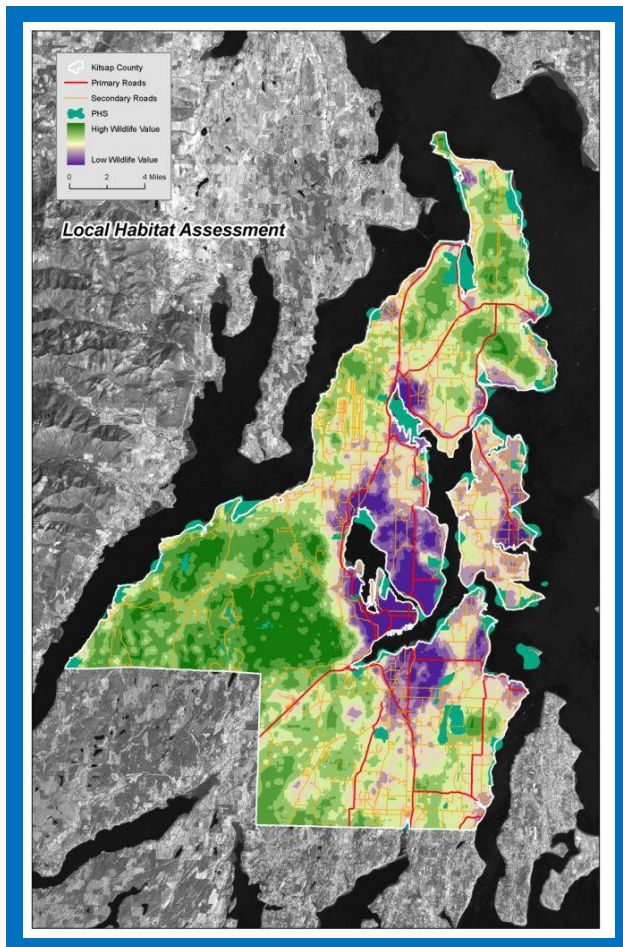 Kitsap County
Primary Roads
Secondary Roads
PHS
High Wildlife Value
Low Wildlife Value
0 2 4 Miles
Local Habitat Assessment